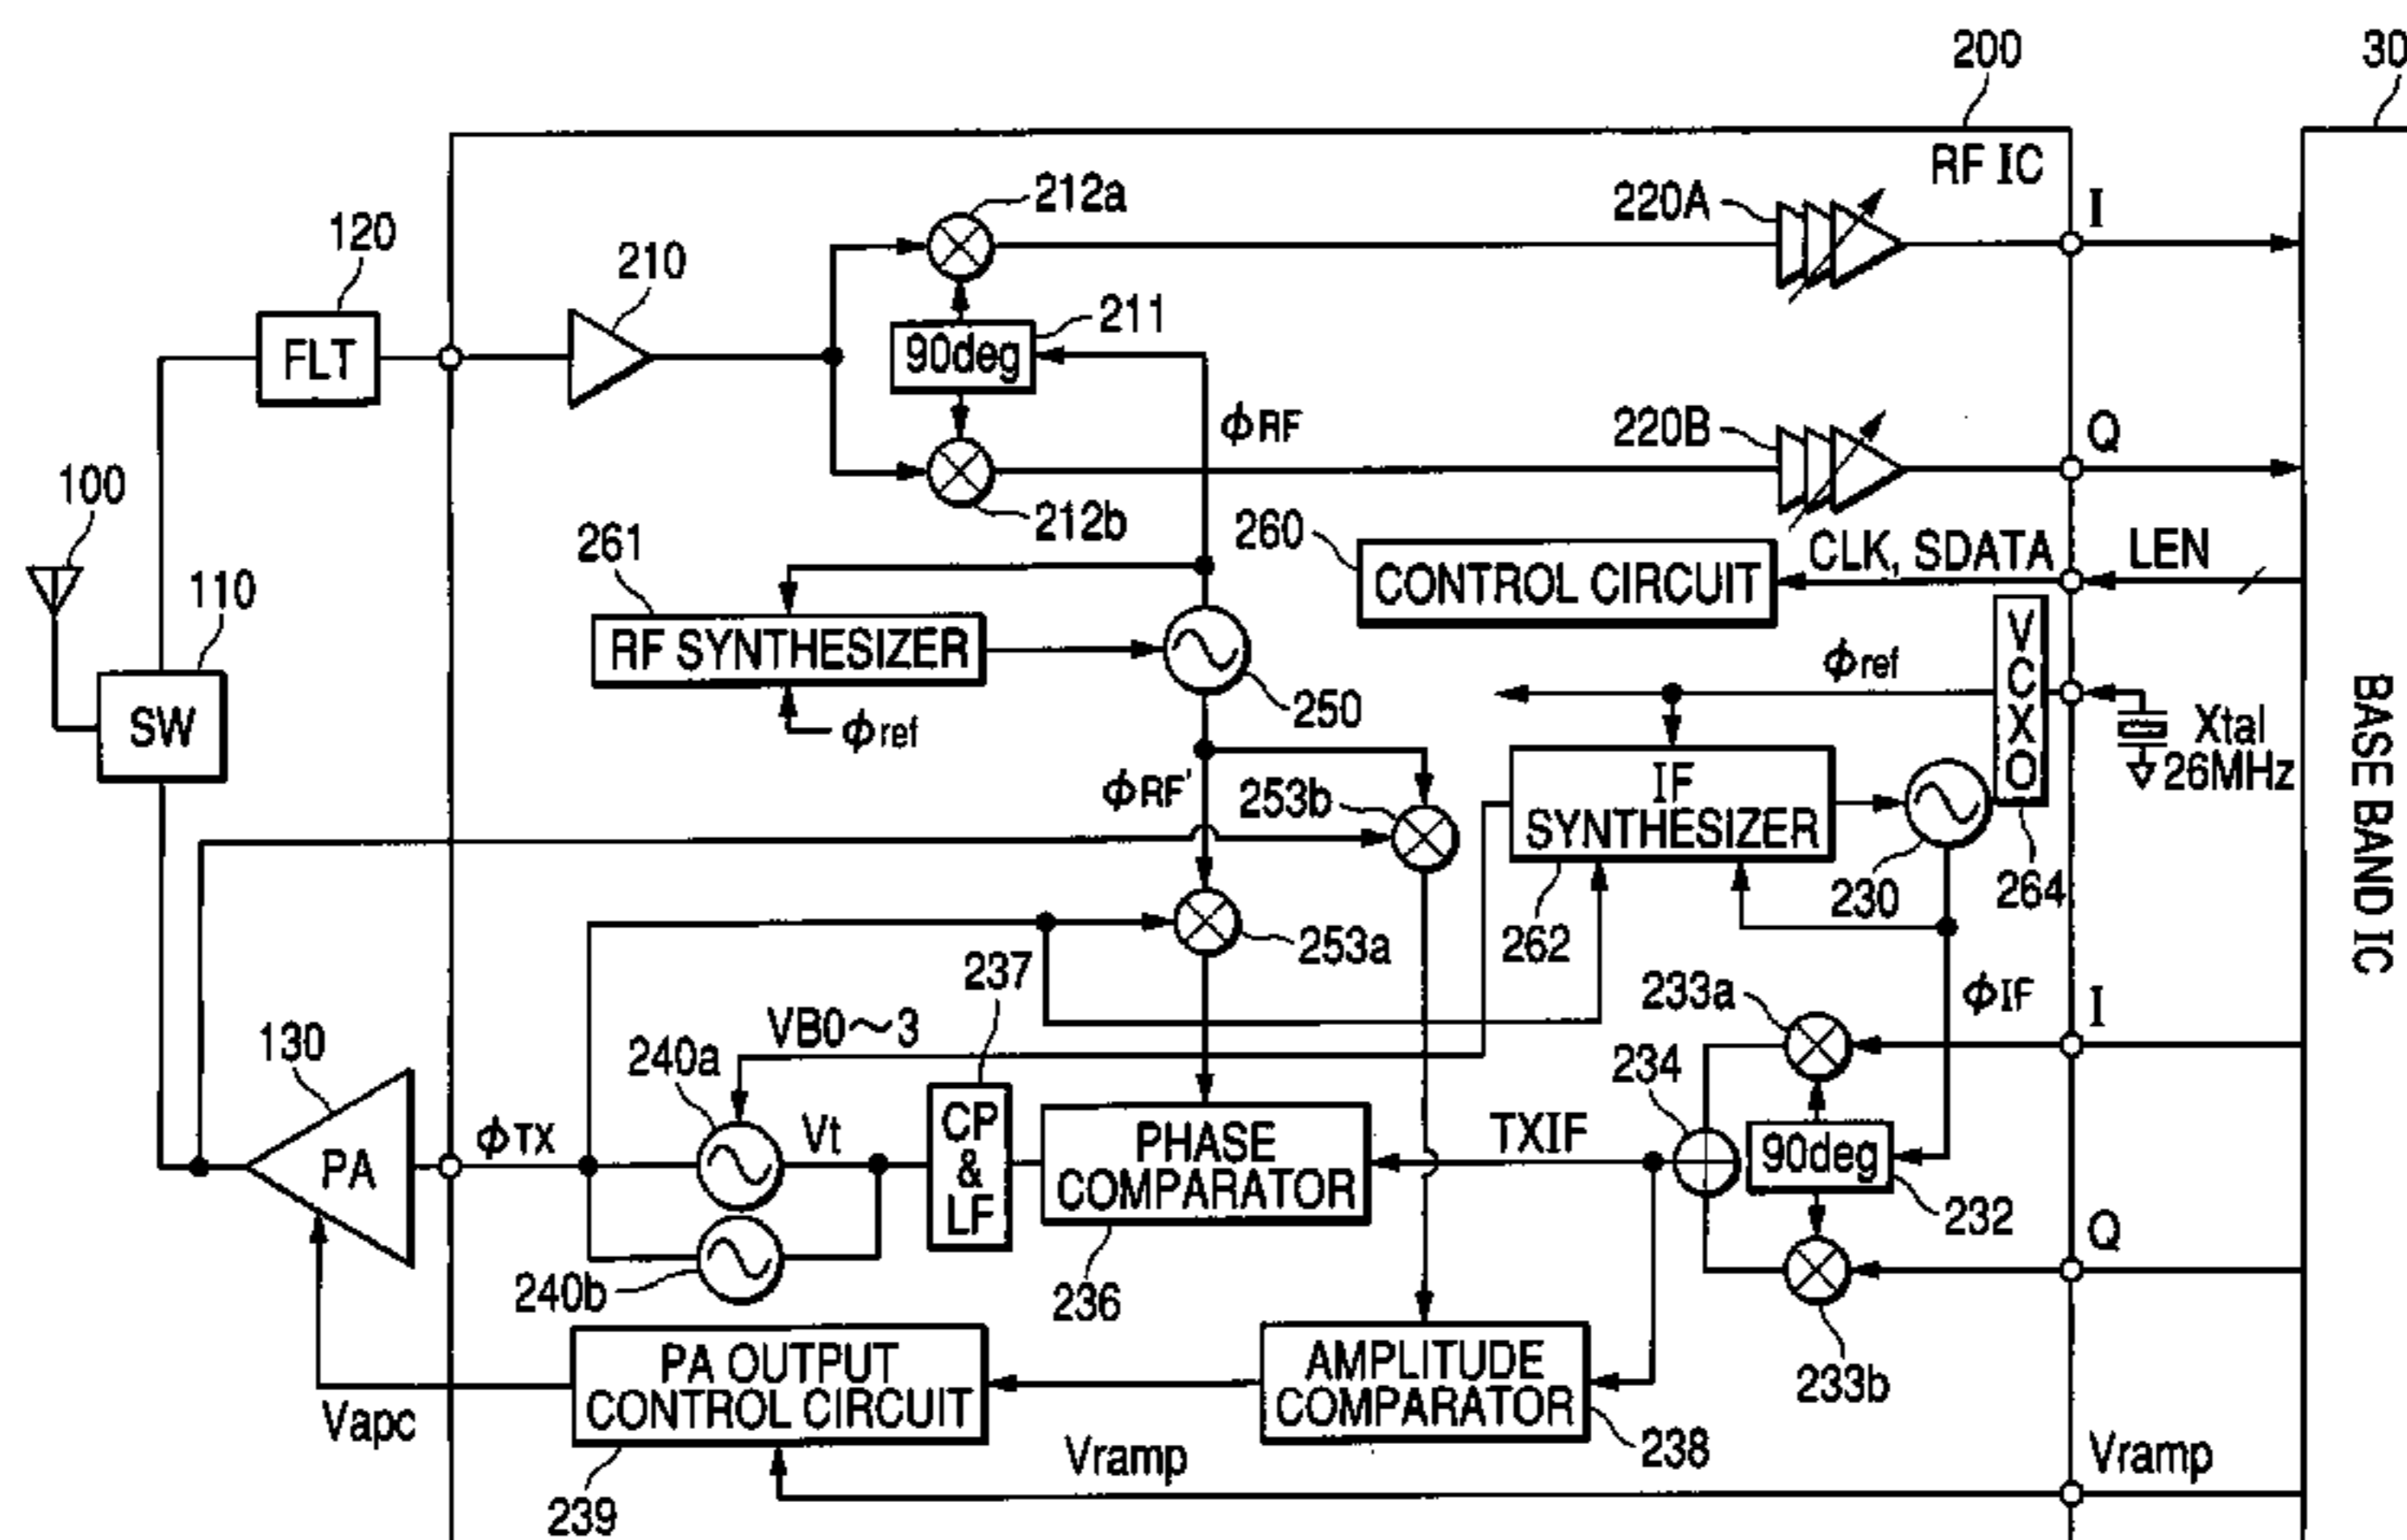 200
30
RF IC
212a
220A
I
120
210
211
FLT
90deg
ϕRF
220B
Q
100
212b
261
260
CLK, SDATA
LEN
CONTROL CIRCUIT
110
RF SYNTHESIZER
VCXO
ϕref
SW
250
ϕref
Xtal
26MHz
BASE BAND IC
ϕRF'
253b
IF
SYNTHESIZER
230
264
253a
262
237
233a
ϕIF
I
VB0~3
130
240a
234
CP
&
LF
Vt
ϕTX
PA
PHASE
COMPARATOR
TXIF
90deg
232
Q
240b
236
233b
PA OUTPUT
CONTROL CIRCUIT
AMPLITUDE
COMPARATOR
Vapc
238
Vramp
Vramp
239